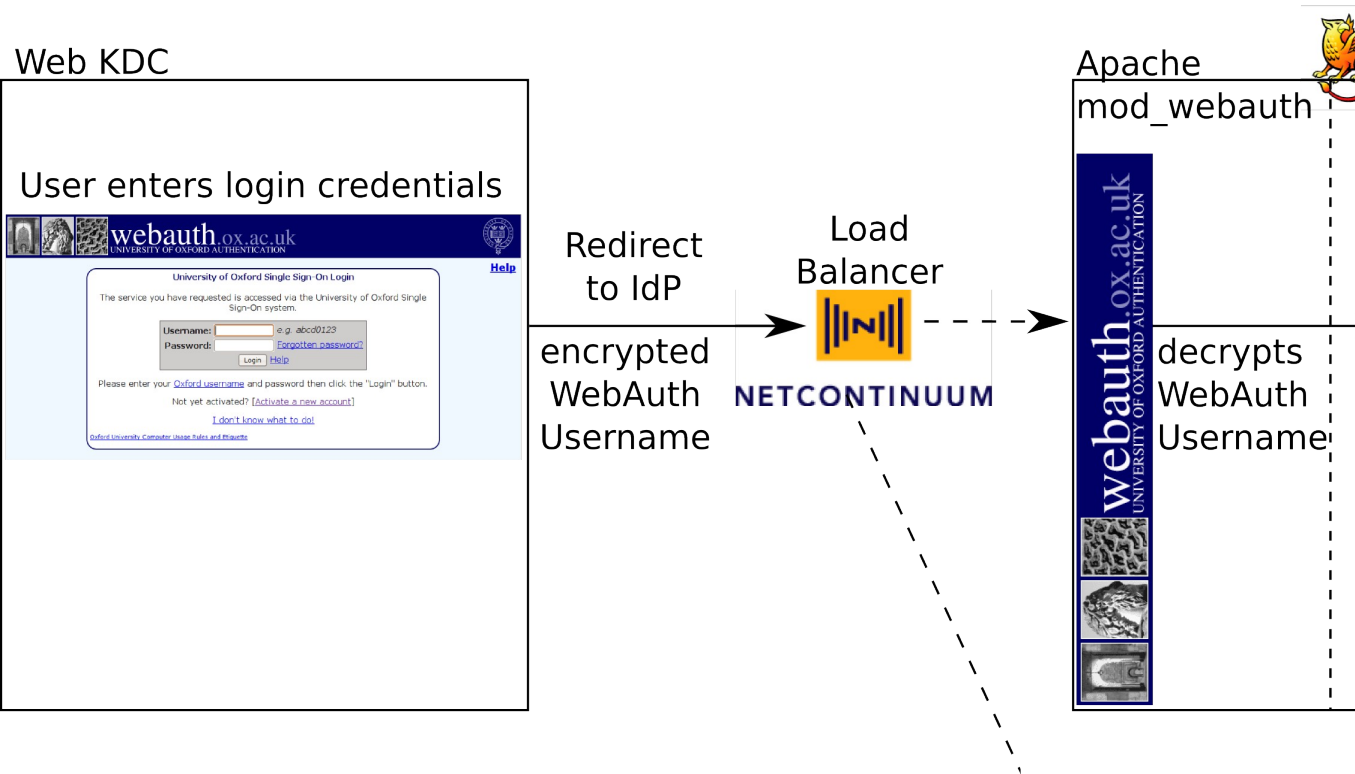 Web KDC
User enters login credentials
webauth.ox.ac.uk
UNIVERSITY OF OXFORD AUTHENTICATION
Help
University of Oxford Single Sign-On Login
The service you have requested is accessed via the University of Oxford Single
Sign-On system.
Username: e.g. abcd0123
Password: Forgotten password?
Login Help
Please enter your Oxford username and password then click the "Login" button.
Not yet activated? [Activate a new account]
I don't know what to do!
Oxford University Computer Usage Rules and Etiquette
Redirect
to IdP
encrypted
WebAuth
Username
Load
Balancer
N
NETCONTINUUM
Apache
mod_webauth
webauth.ox.ac.uk
UNIVERSITY OF OXFORD AUTHENTICATION
decrypts
WebAuth
Username